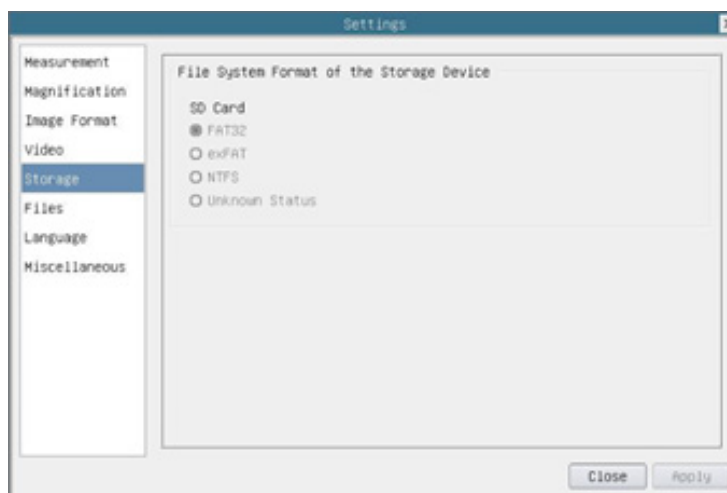 Settings
Measurement
Magnification
Image Format
Video
Storage
Files
Language
Miscellaneous
File System Format of the Storage Device
SD Card
FAT32
exFAT
NTFS
Unknown Status
Close
Apply